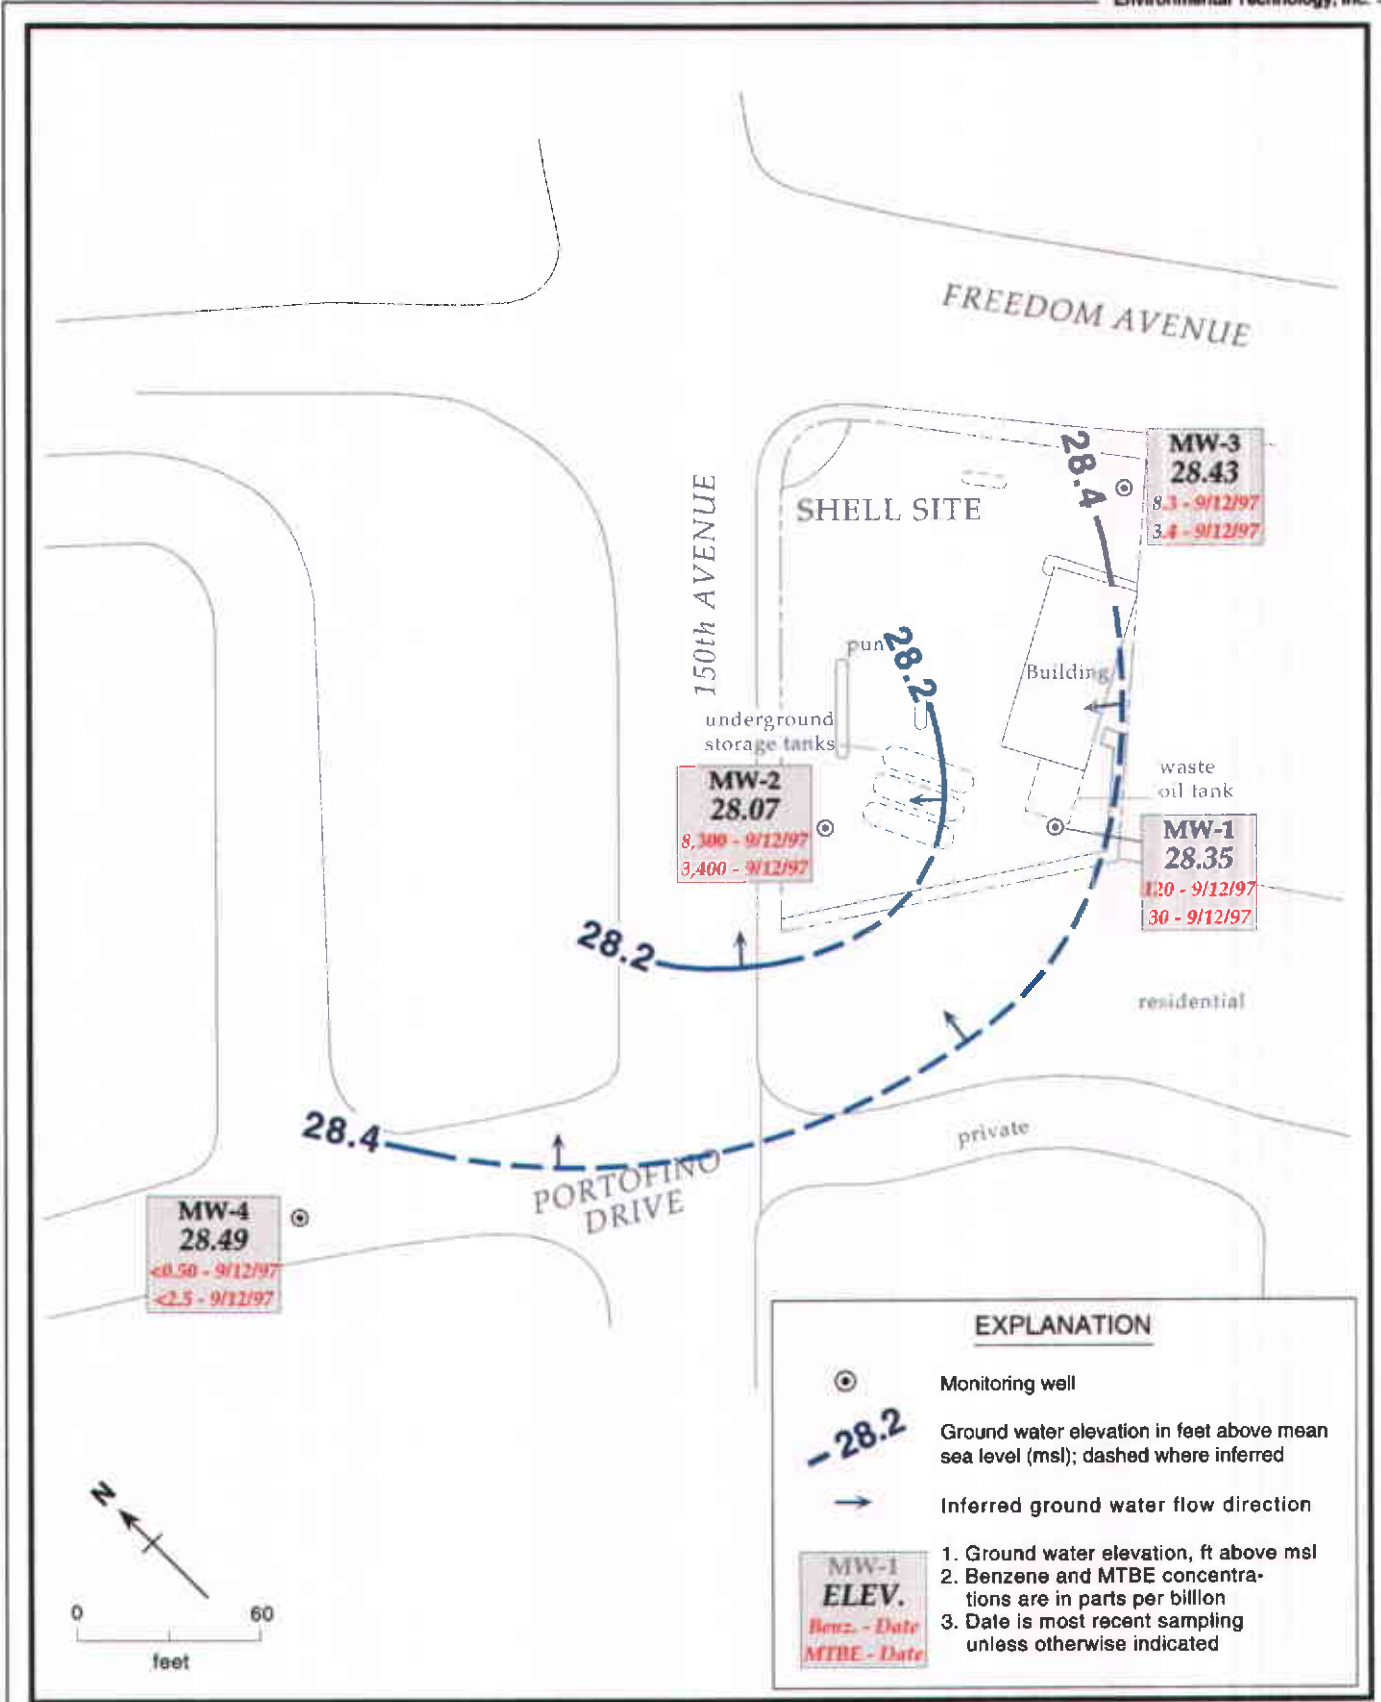 Environmental Technology, Inc.
FREEDOM AVENUE
MW-3
28.43
8.3 - 9/12/97
3.4 - 9/12/97
28.4
SHELL SITE
150th AVENUE
28.2
Building
underground
storage tanks
MW-2
28.07
8,300 - 9/12/97
3,400 - 9/12/97
waste
oil tank
MW-1
28.35
120 - 9/12/97
30 - 9/12/97
28.2
residential
28.4
private
PORTOFINO
DRIVE
MW-4
28.49
<0.50 - 9/12/97
<2.5 - 9/12/97
EXPLANATION
Monitoring well
28.2
Ground water elevation in feet above mean
sea level (msl); dashed where inferred
Inferred ground water flow direction
MW-1
ELEV.
Benz. - Date
MTBE - Date
1. Ground water elevation, ft above msl
2. Benzene and MTBE concentra-
tions are in parts per billion
3. Date is most recent sampling
unless otherwise indicated
N
0 60
feet